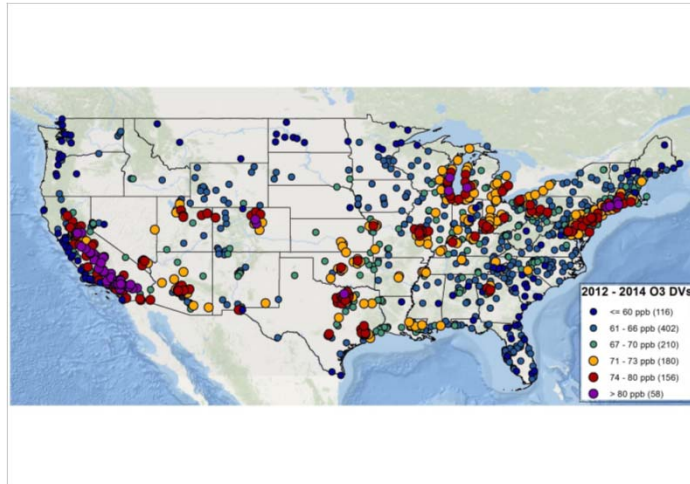 2012 - 2014 O3 DVs
<= 60 ppb (116)
61 - 66 ppb (402)
67 - 70 ppb (210)
71 - 73 ppb (180)
74 - 80 ppb (156)
> 80 ppb (58)